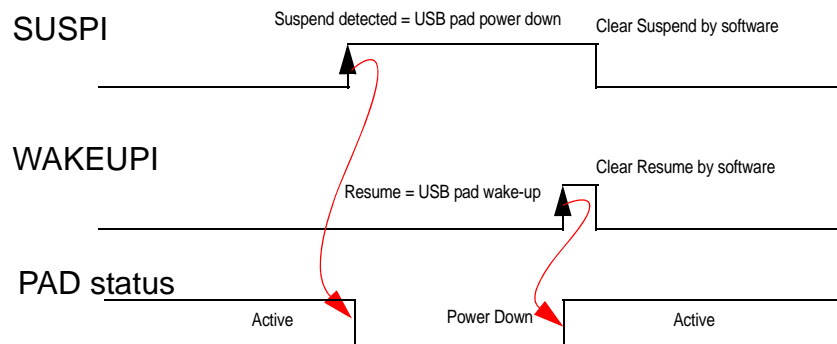 SUSPI
Suspend detected = USB pad power down
Clear Suspend by software
WAKEUPI
Resume = USB pad wake-up
Clear Resume by software
PAD status
Active
Power Down
Active